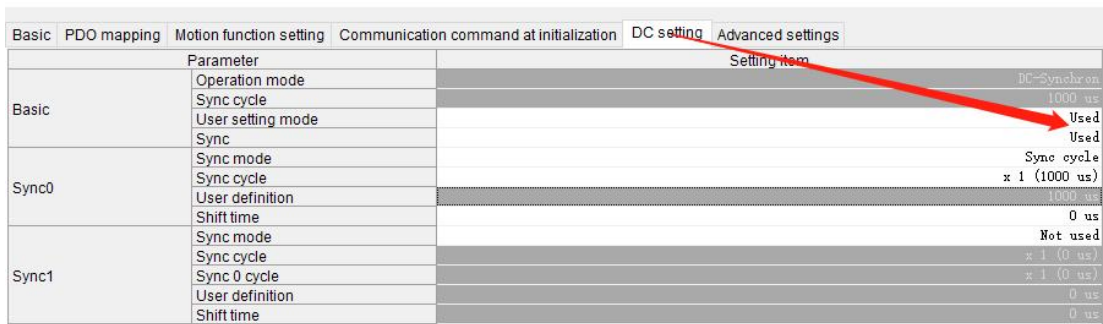 Basic PDO mapping Motion function setting Communication command at initialization DC setting Advanced settings
Parameter Setting item
Basic
Operation mode DC-Synchron
Sync cycle 1000 us
User setting mode Used
Sync Used
Sync0
Sync mode Sync cycle
Sync cycle x 1 (1000 us)
User definition 1000 us
Shift time 0 us
Sync1
Sync mode Not used
Sync cycle x 1 (0 us)
Sync 0 cycle x 1 (0 us)
User definition 0 us
Shift time 0 us